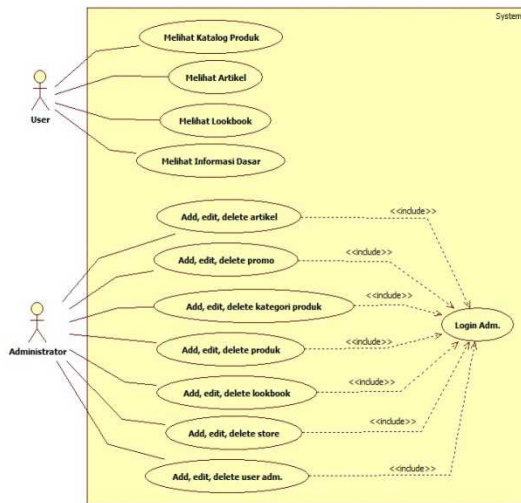 System
Melihat Katalog Produk
Melihat Artikel
User
Melihat Lookbook
Melihat Informasi Dasar
Add, edit, delete artikel
<<include>>
Add, edit, delete promo
<<include>>
Add, edit, delete kategori produk
<<include>>
Login Adm.
Administrator
Add, edit, delete produk
<<include>>
Add, edit, delete lookbook
<<include>>
Add, edit, delete store
<<include>>
Add, edit, delete user adm.
<<include>>